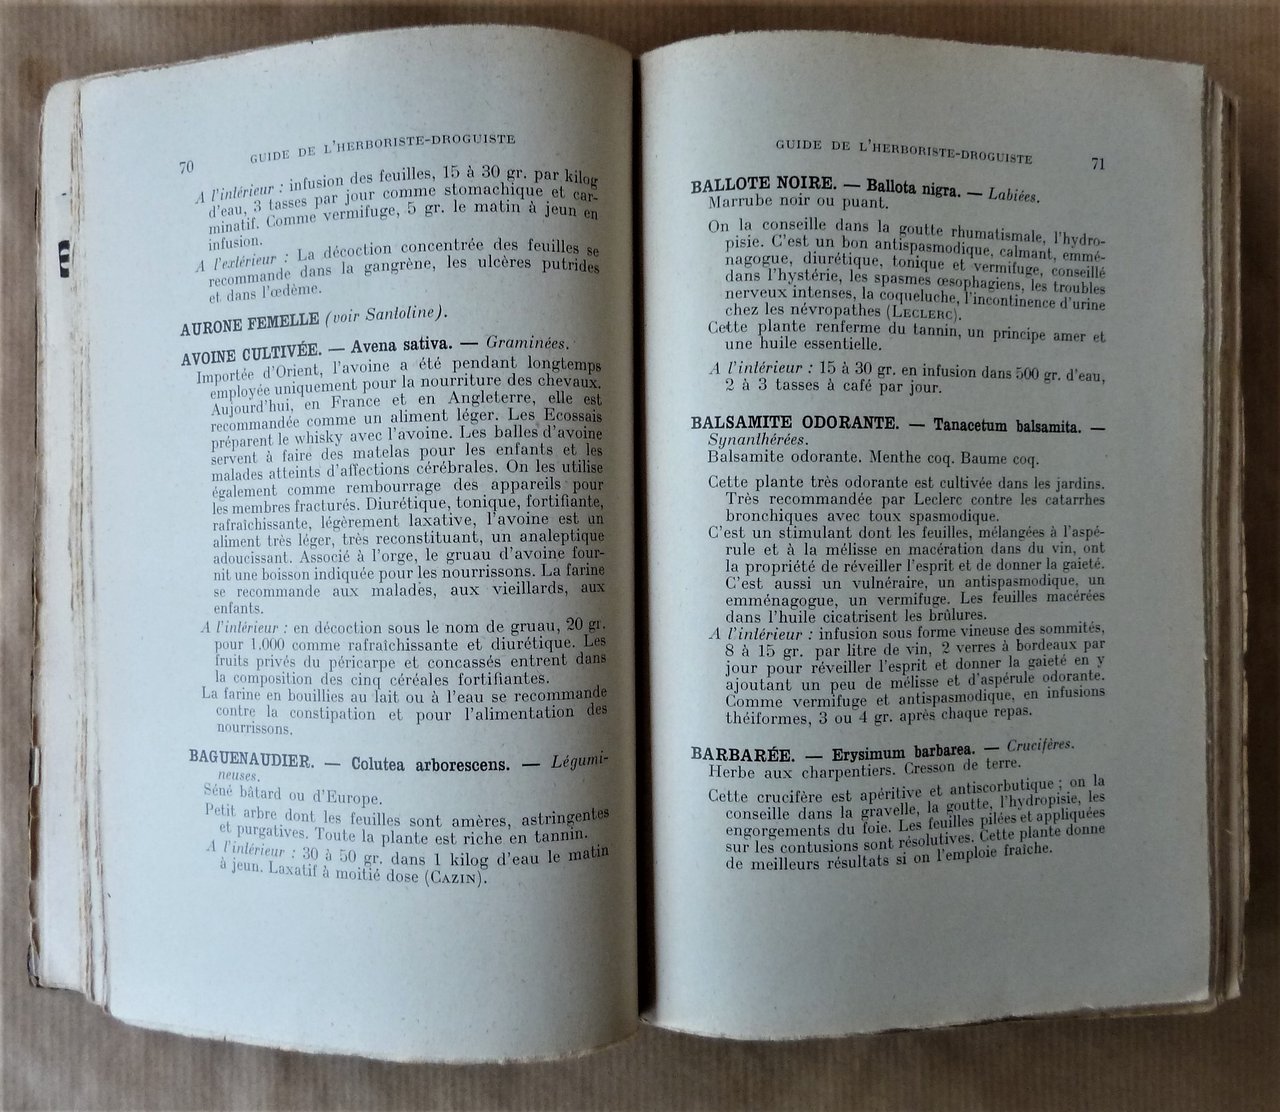 70
GUIDE DE L'HERBORISTE-DROGUISTE
A l'intérieur : infusion des feuilles, 15 à 30 gr. par kilog
d'eau, 3 tasses par jour comme stomachique et car-
minatif. Comme vermifuge, 5 gr. le matin à jeun en
infusion.
A l'extérieur : La décoction concentrée des feuilles se
recommande dans la gangrène, les ulcères putrides
et dans l'œdème.
AURONE FEMELLE (voir Santoline).
AVOINE CULTIVÉE. — Avena sativa. — Graminées.
Importée d'Orient, l'avoine a été pendant longtemps
employée uniquement pour la nourriture des chevaux.
Aujourd'hui, en France et en Angleterre, elle est
recommandée comme un aliment léger. Les Ecossais
préparent le whisky avec l'avoine. Les balles d'avoine
servent à faire des matelas pour les enfants et les
malades atteints d'affections cérébrales. On les utilise
également comme rembourrage des appareils pour
les membres fracturés. Diurétique, tonique, fortifiante,
rafraîchissante, légèrement laxative, l'avoine est un
aliment très léger, très reconstituant, un analeptique
adoucissant. Associé à l'orge, le gruau d'avoine four-
nit une boisson indiquée pour les nourrissons. La farine
se recommande aux malades, aux vieillards, aux
enfants.
A l'intérieur : en décoction sous le nom de gruau, 20 gr.
pour 1.000 comme rafraîchissante et diurétique. Les
fruits privés du péricarpe et concassés entrent dans
la composition des cinq céréales fortifiantes.
La farine en bouillies au lait ou à l'eau se recommande
contre la constipation et pour l'alimentation des
nourrissons.
BAGUENAUDIER. — Colutea arborescens. — Légumi-
neuses.
Séné bâtard ou d'Europe.
Petit arbre dont les feuilles sont amères, astringentes
et purgatives. Toute la plante est riche en tannin.
A l'intérieur : 30 à 50 gr. dans 1 kilog d'eau le matin
à jeun. Laxatif à moitié dose (CAZIN).
GUIDE DE L'HERBORISTE-DROGUISTE
71
BALLOTE NOIRE. — Ballota nigra. — Labiées.
Marrube noir ou puant.
On la conseille dans la goutte rhumatismale, l'hydro-
pisie. C'est un bon antispasmodique, calmant, emmé-
nagogue, diurétique, tonique et vermifuge, conseillé
dans l'hystérie, les spasmes œsophagiens, les troubles
nerveux intenses, la coqueluche, l'incontinence d'urine
chez les névropathes (LECLERC).
Cette plante renferme du tannin, un principe amer et
une huile essentielle.
A l'intérieur : 15 à 30 gr. en infusion dans 500 gr. d'eau,
2 à 3 tasses à café par jour.
BALSAMITE ODORANTE. — Tanacetum balsamita. —
Synanthérées.
Balsamite odorante. Menthe coq. Baume coq.
Cette plante très odorante est cultivée dans les jardins.
Très recommandée par Leclerc contre les catarrhes
bronchiques avec toux spasmodique.
C'est un stimulant dont les feuilles, mélangées à l'aspé-
rule et à la mélisse en macération dans du vin, ont
la propriété de réveiller l'esprit et de donner la gaieté.
C'est aussi un vulnéraire, un antispasmodique, un
emménagogue, un vermifuge. Les feuilles macérées
dans l'huile cicatrisent les brûlures.
A l'intérieur : infusion sous forme vineuse des sommités,
8 à 15 gr. par litre de vin, 2 verres à bordeaux par
jour pour réveiller l'esprit et donner la gaieté en y
ajoutant un peu de mélisse et d'aspérule odorante.
Comme vermifuge et antispasmodique, en infusions
théiformes, 3 ou 4 gr. après chaque repas.
BARBARÉE. — Erysimum barbarea. — Crucifères.
Herbe aux charpentiers. Cresson de terre.
Cette crucifère est apéritive et antiscorbutique ; on la
conseille dans la gravelle, la goutte, l'hydropisie, les
engorgements du foie. Les feuilles pilées et appliquées
sur les contusions sont résolutives. Cette plante donne
de meilleurs résultats si on l'emploie fraîche.